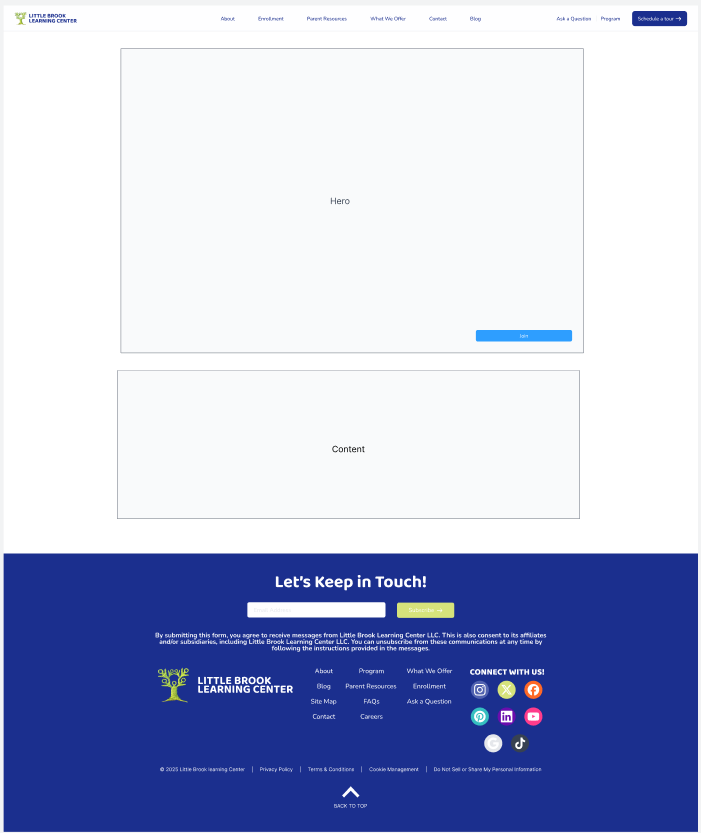 LITTLE BROOK
LEARNING CENTER
About Enrollment Parent Resources What We Offer Contact Blog Ask a Question Program Schedule a tour →
Hero
Join
Content
Let's Keep in Touch!
Email Address Subscribe →
By submitting this form, you agree to receive messages from Little Brook Learning Center LLC. This is also consent to its affiliates
and/or subsidiaries, including Little Brook Learning Center LLC. You can unsubscribe from these communications at any time by
following the instructions provided in the messages.
LITTLE BROOK
LEARNING CENTER
About Program What We Offer
Blog Parent Resources Enrollment
Site Map FAQs Ask a Question
Contact Careers
CONNECT WITH US!
© 2025 Little Brook learning Center | Privacy Policy | Terms & Conditions | Cookie Management | Do Not Sell or Share My Personal Information
BACK TO TOP